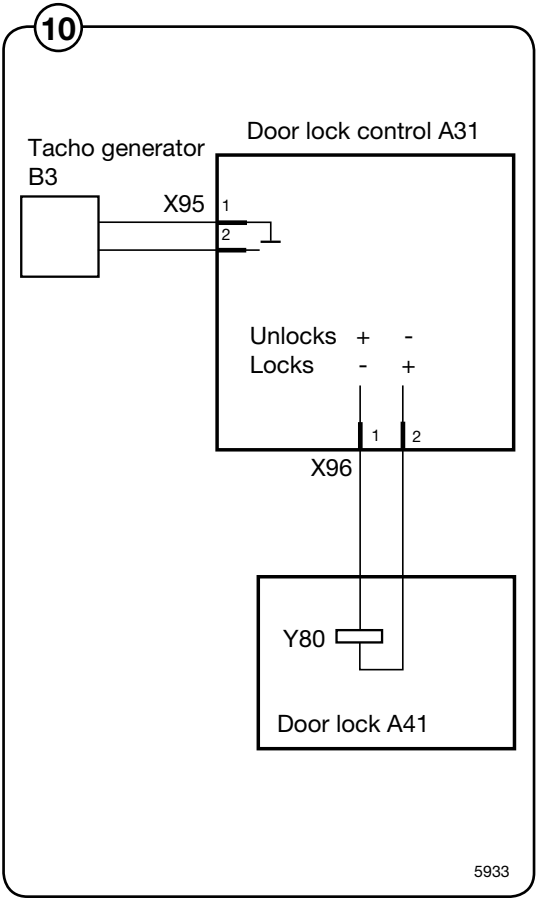 10
Door lock control A31
Tacho generator
B3
X95
1
2
Unlocks + -
Locks - +
1 2
X96
Y80
Door lock A41
5933